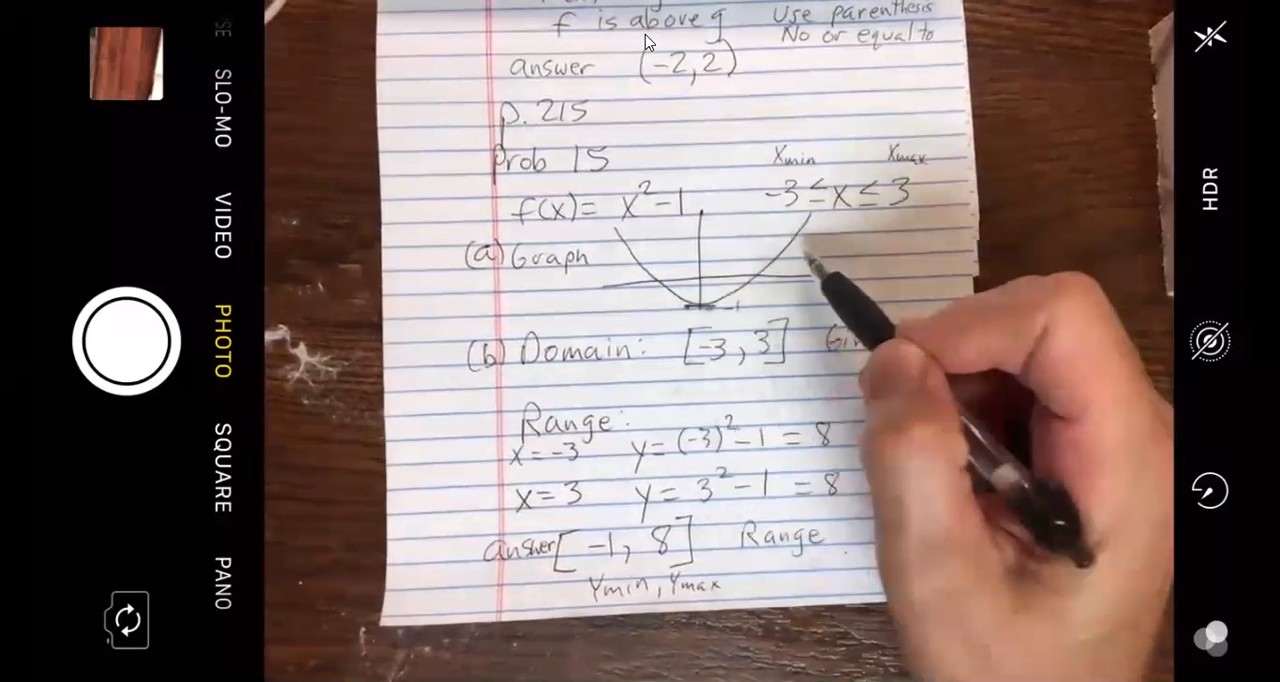 f is above g Use parenthesis
No or equal to
answer (-2, 2)
p. 215
Prob 15
Xmin Xmax
f(x) = x² - 1 -3 ≤ x ≤ 3
(a) Graph
-1
(b) Domain: [-3, 3]
Range:
x = -3 y = (-3)² - 1 = 8
x = 3 y = 3² - 1 = 8
answer [-1, 8] Range
Ymin, Ymax
SLO-MO
VIDEO
PHOTO
SQUARE
PANO
HDR